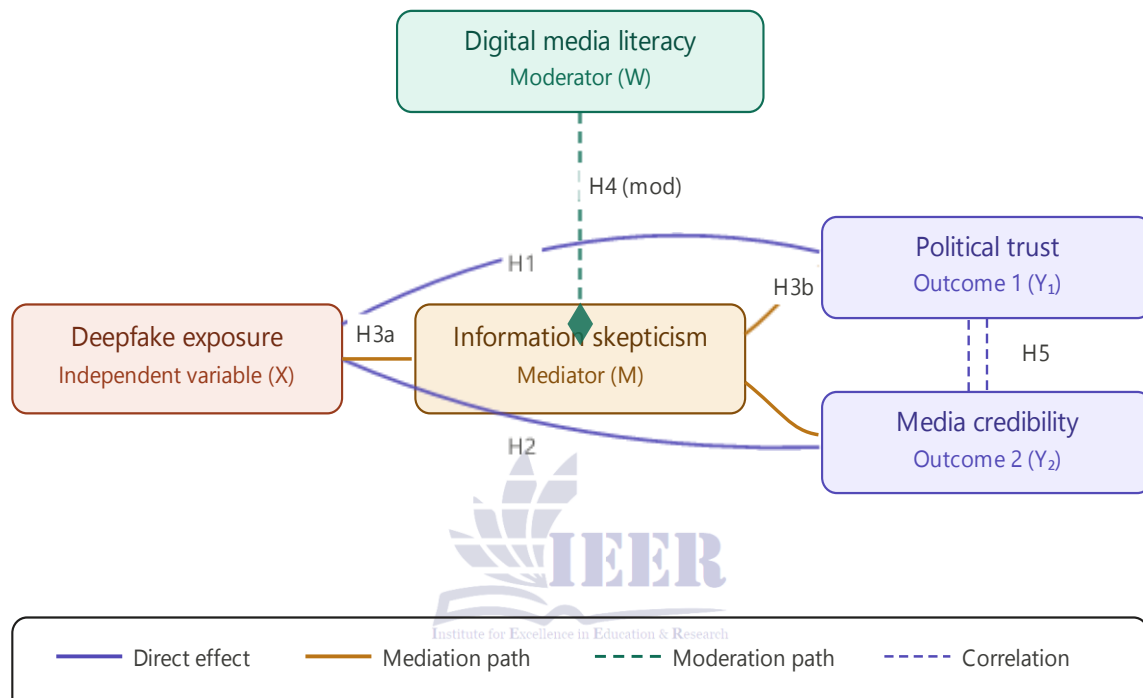 Digital media literacy
Moderator (W)
H4 (mod)
H1
Political trust
Outcome 1 (Y₁)
H3b
H3a
Deepfake exposure
Independent variable (X)
Information skepticism
Mediator (M)
H5
Media credibility
Outcome 2 (Y₂)
H2
IEER
Institute for Excellence in Education & Research
Direct effect
Mediation path
Moderation path
Correlation